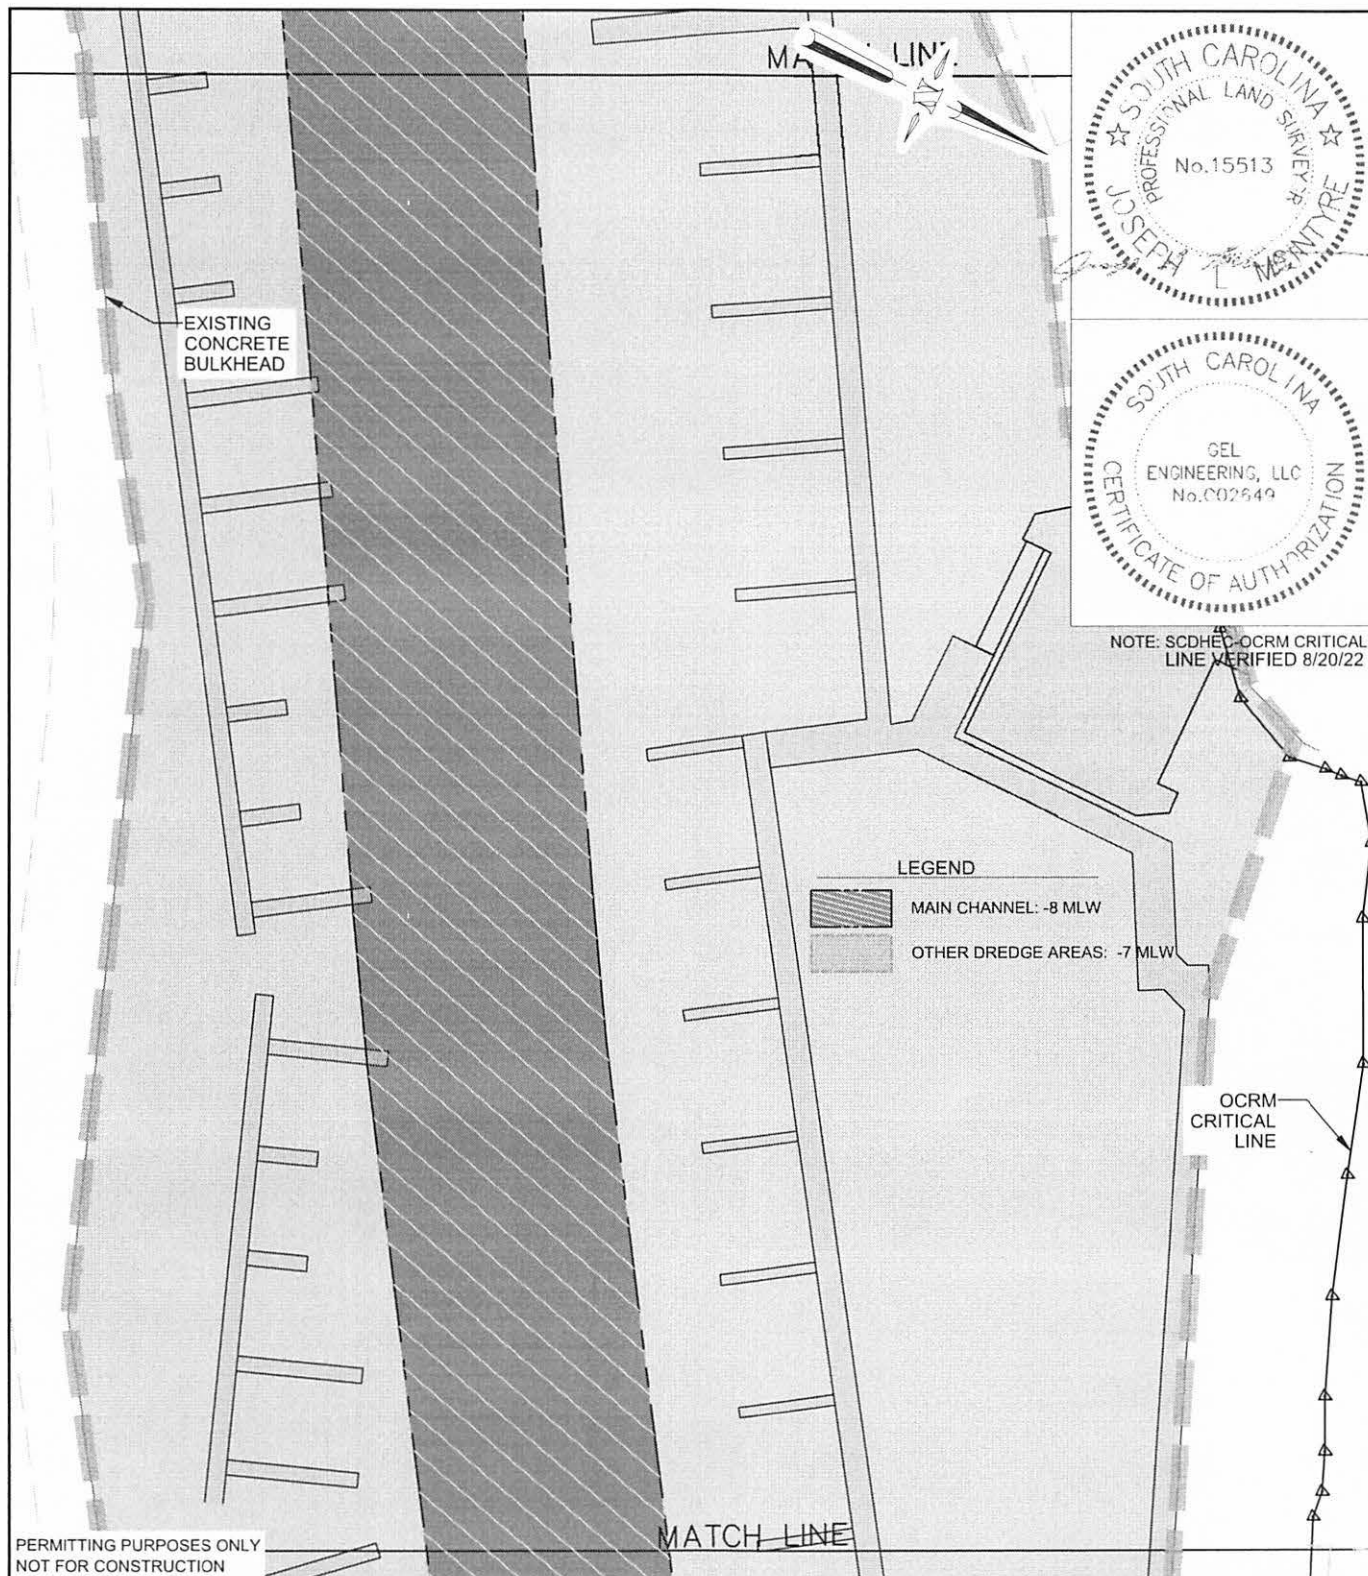 MATCH LINE
SOUTH CAROLINA
PROFESSIONAL LAND SURVEYOR
No.15513
JOSEPH L MCINTYRE
EXISTING
CONCRETE
BULKHEAD
SOUTH CAROLINA
GEL
ENGINEERING, LLC
No.C02649
CERTIFICATE OF AUTHORIZATION
NOTE: SCDHEC-OCRM CRITICAL
LINE VERIFIED 8/20/22
LEGEND
MAIN CHANNEL: -8 MLW
OTHER DREDGE AREAS: -7 MLW
OCRM
CRITICAL
LINE
MATCH LINE
PERMITTING PURPOSES ONLY
NOT FOR CONSTRUCTION